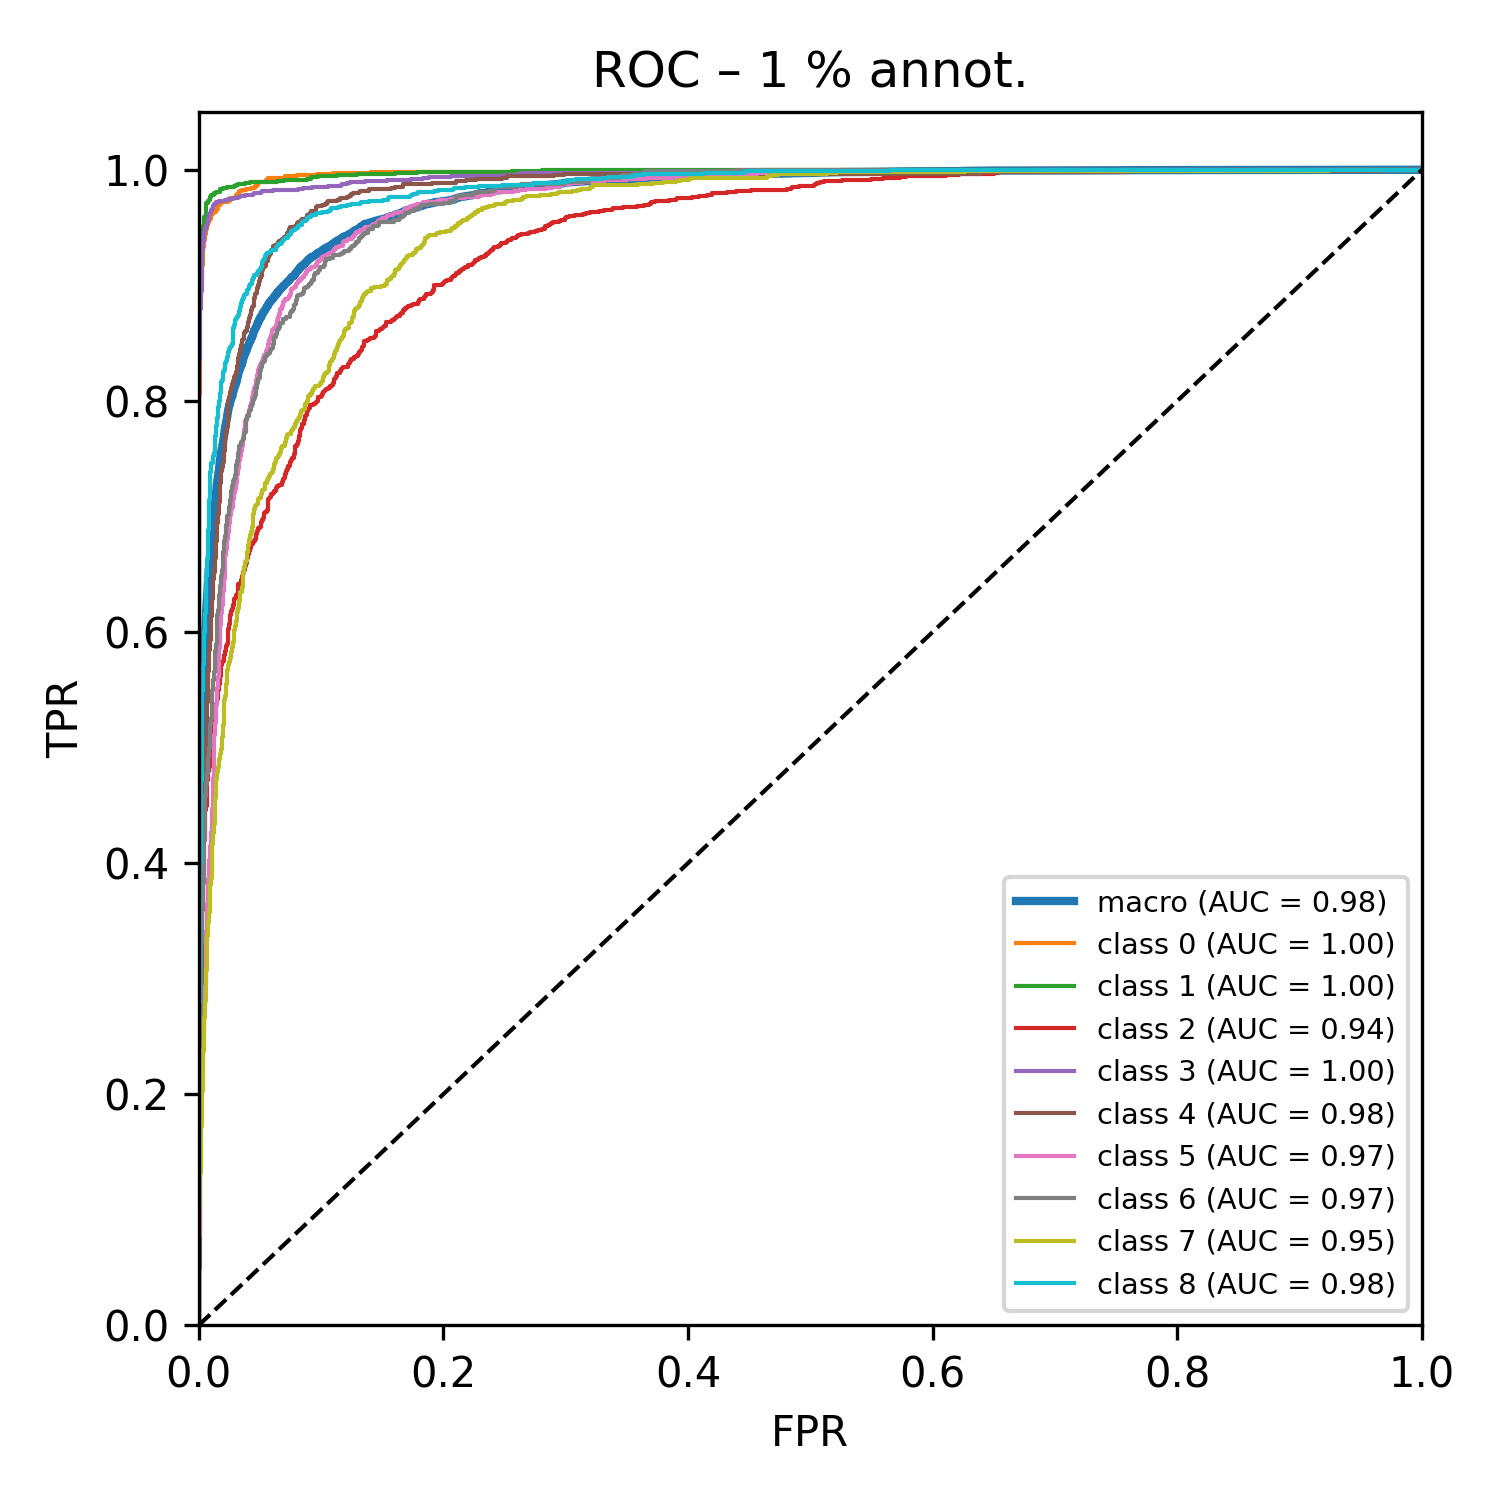 ROC – 1 % annot.
TPR
1.0
0.8
0.6
0.4
0.2
0.0
0.0 0.2 0.4 0.6 0.8 1.0
FPR
macro (AUC = 0.98)
class 0 (AUC = 1.00)
class 1 (AUC = 1.00)
class 2 (AUC = 0.94)
class 3 (AUC = 1.00)
class 4 (AUC = 0.98)
class 5 (AUC = 0.97)
class 6 (AUC = 0.97)
class 7 (AUC = 0.95)
class 8 (AUC = 0.98)